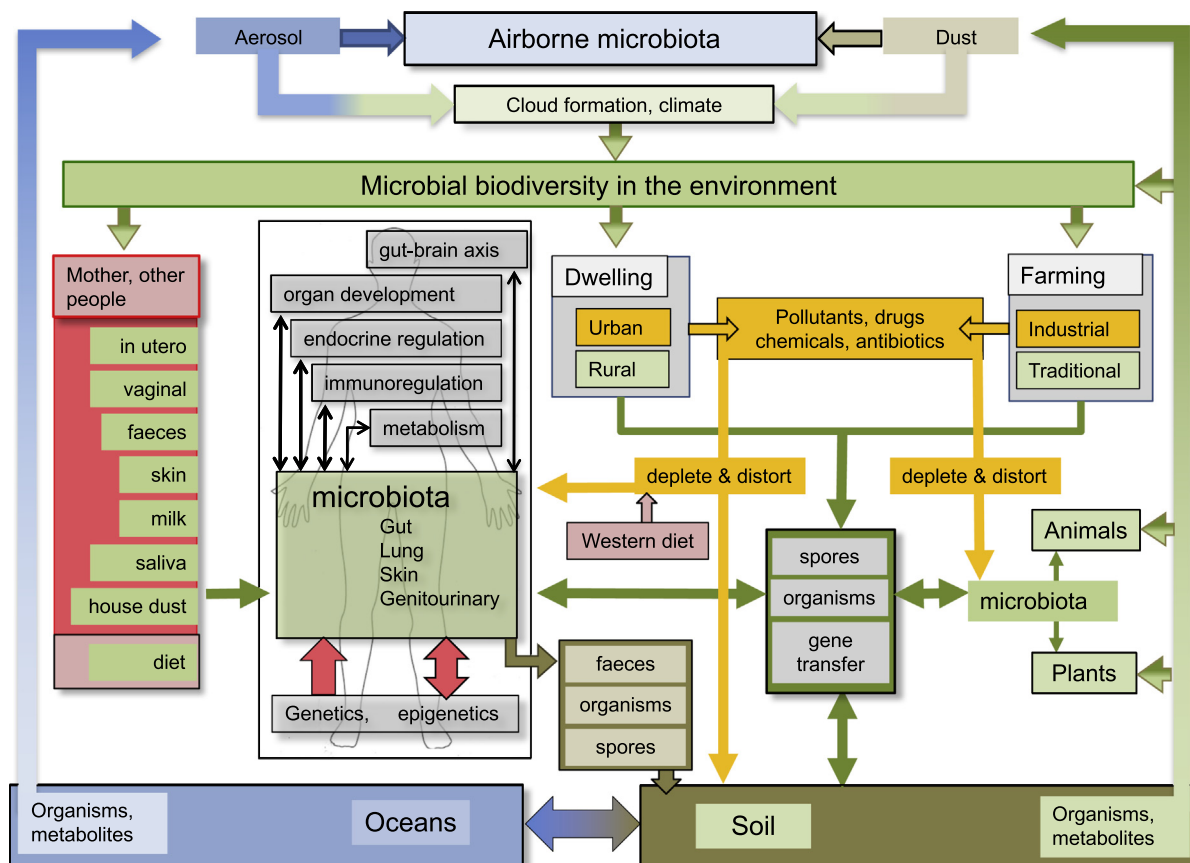 Aerosol
Airborne microbiota
Dust
Cloud formation, climate
Microbial biodiversity in the environment
Mother, other
people
in utero
vaginal
faeces
skin
milk
saliva
house dust
diet
gut-brain axis
organ development
endocrine regulation
immunoregulation
metabolism
microbiota
Gut
Lung
Skin
Genitourinary
Genetics, epigenetics
Dwelling
Urban
Rural
Pollutants, drugs
chemicals, antibiotics
Farming
Industrial
Traditional
deplete & distort
deplete & distort
Western diet
spores
organisms
gene
transfer
Animals
microbiota
Plants
faeces
organisms
spores
Organisms,
metabolites
Oceans
Soil
Organisms,
metabolites